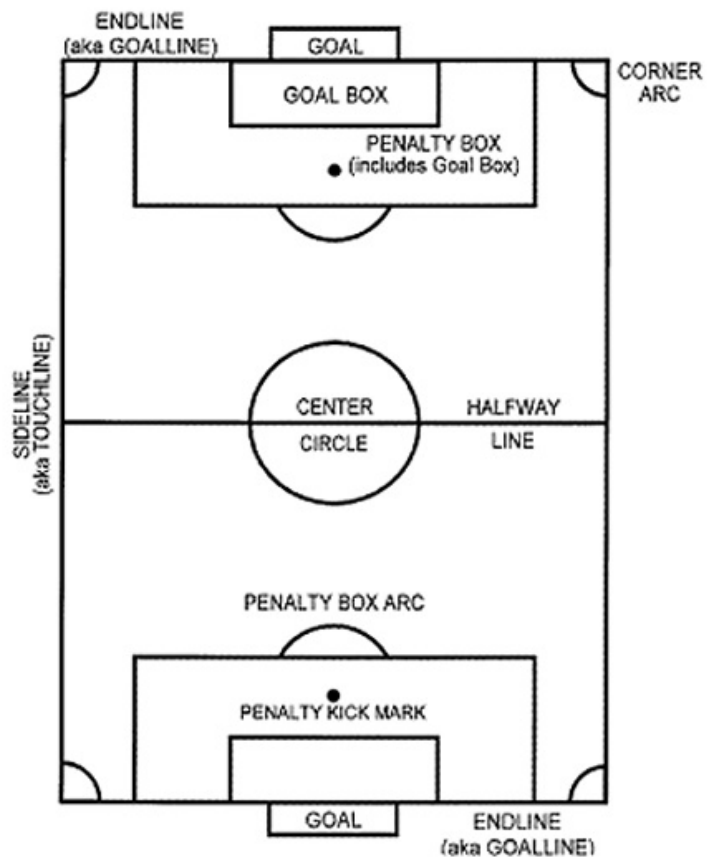 ENDLINE
(aka GOALLINE)
GOAL
CORNER
ARC
GOAL BOX
PENALTY BOX
(includes Goal Box)
SIDELINE
(aka TOUCHLINE)
CENTER
CIRCLE
HALFWAY
LINE
PENALTY BOX ARC
PENALTY KICK MARK
GOAL
ENDLINE
(aka GOALLINE)